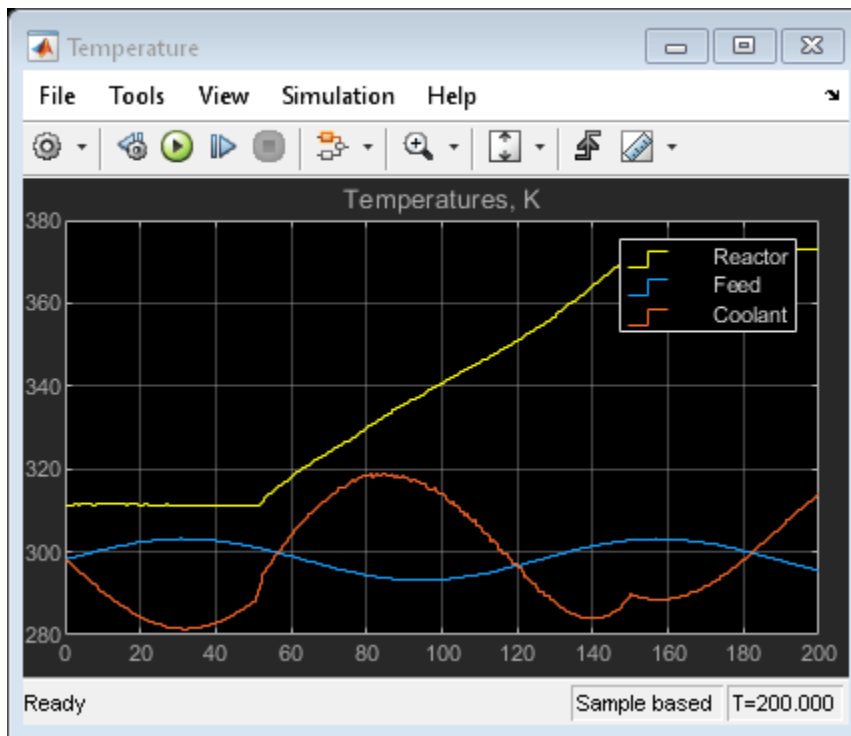 Temperature
File Tools View Simulation Help
Temperatures, K
380
360
340
320
300
280
0 20 40 60 80 100 120 140 160 180 200
Reactor
Feed
Coolant
Ready Sample based T=200.000